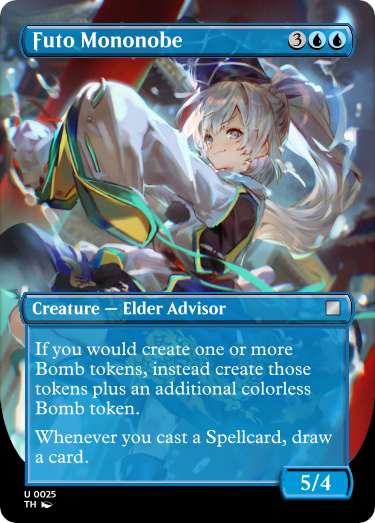 Futo Mononobe 3
Creature — Elder Advisor
If you would create one or more
Bomb tokens, instead create those
tokens plus an additional colorless
Bomb token.
Whenever you cast a Spellcard, draw
a card.
5/4
U 0025
TH